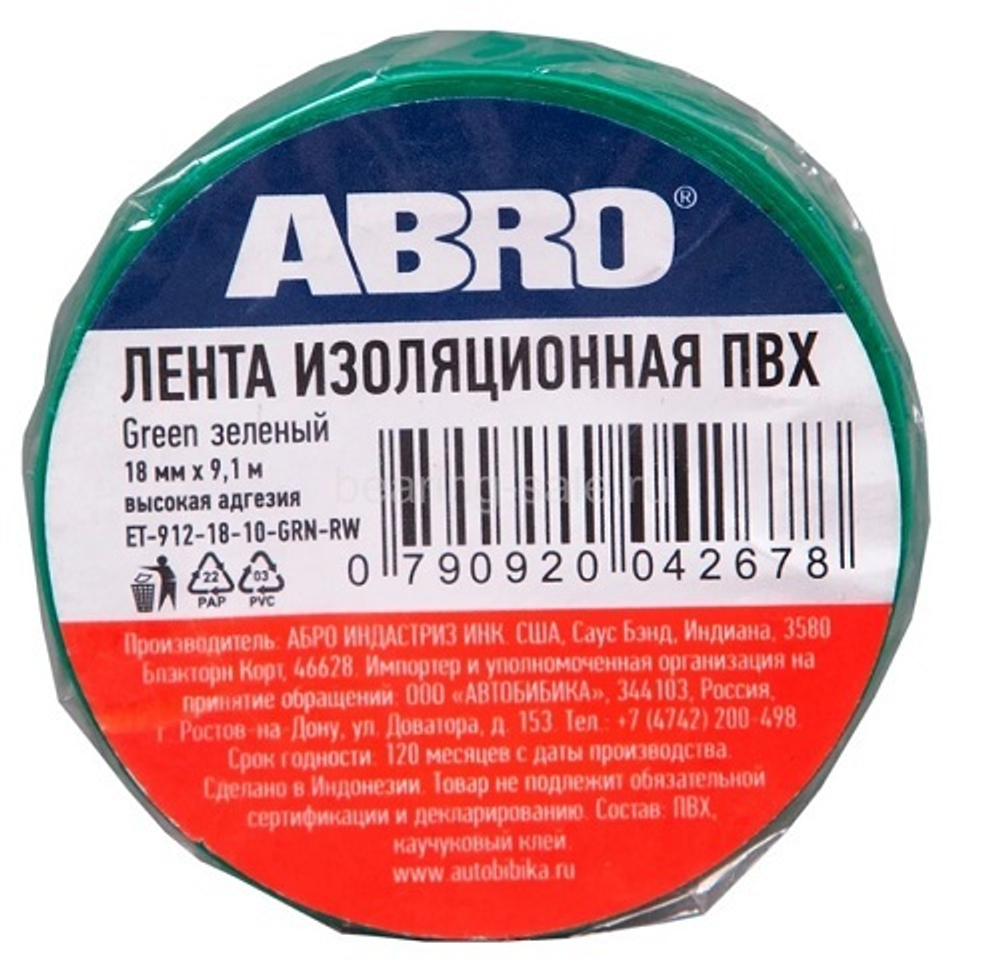 ABRO®
ЛЕНТА ИЗОЛЯЦИОННАЯ ПВХ
Green зеленый
18 мм х 9,1 м
высокая адгезия
ET-912-18-10-GRN-RW
bearing-sale.ru
0 790920 042678
22
PAP
03
PVC
Производитель: АБРО ИНДАСТРИЗ ИНК. США, Саус Бэнд, Индиана, 3580
Блэкторн Корт, 46628. Импортер и уполномоченная организация на
принятие обращений: ООО «АВТОБИБИКА», 344103, Россия,
г. Ростов-на-Дону, ул. Доватора, д. 153. Тел.: +7 (4742) 200-498.
Срок годности: 120 месяцев с даты производства.
Сделано в Индонезии. Товар не подлежит обязательной
сертификации и декларированию. Состав: ПВХ,
каучуковый клей.
www.autobibika.ru